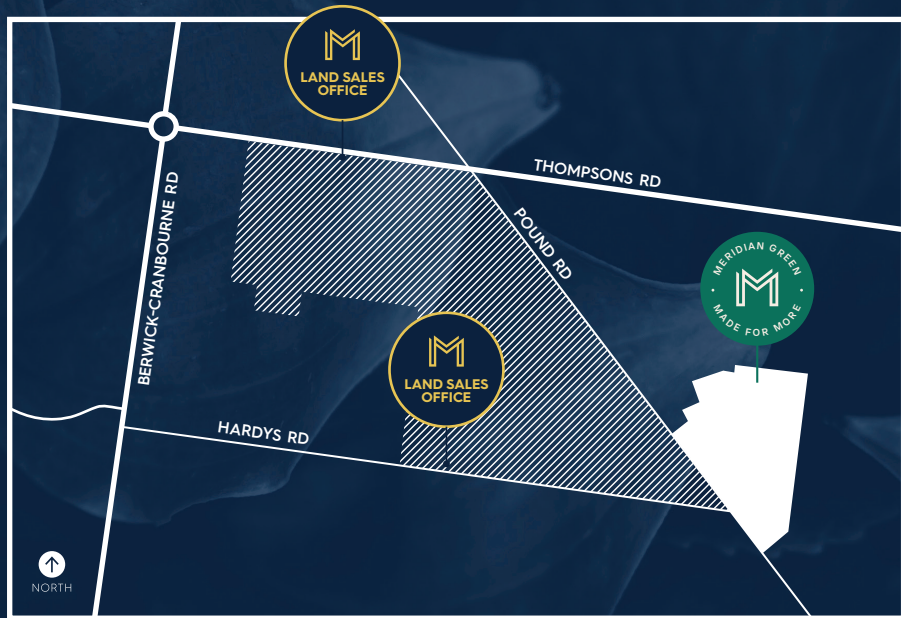 LAND SALES
OFFICE
THOMPSONS RD
BERWICK-CRANBOURNE RD
POUND RD
MERIDIAN GREEN
MADE FOR MORE
LAND SALES
OFFICE
HARDYS RD
NORTH